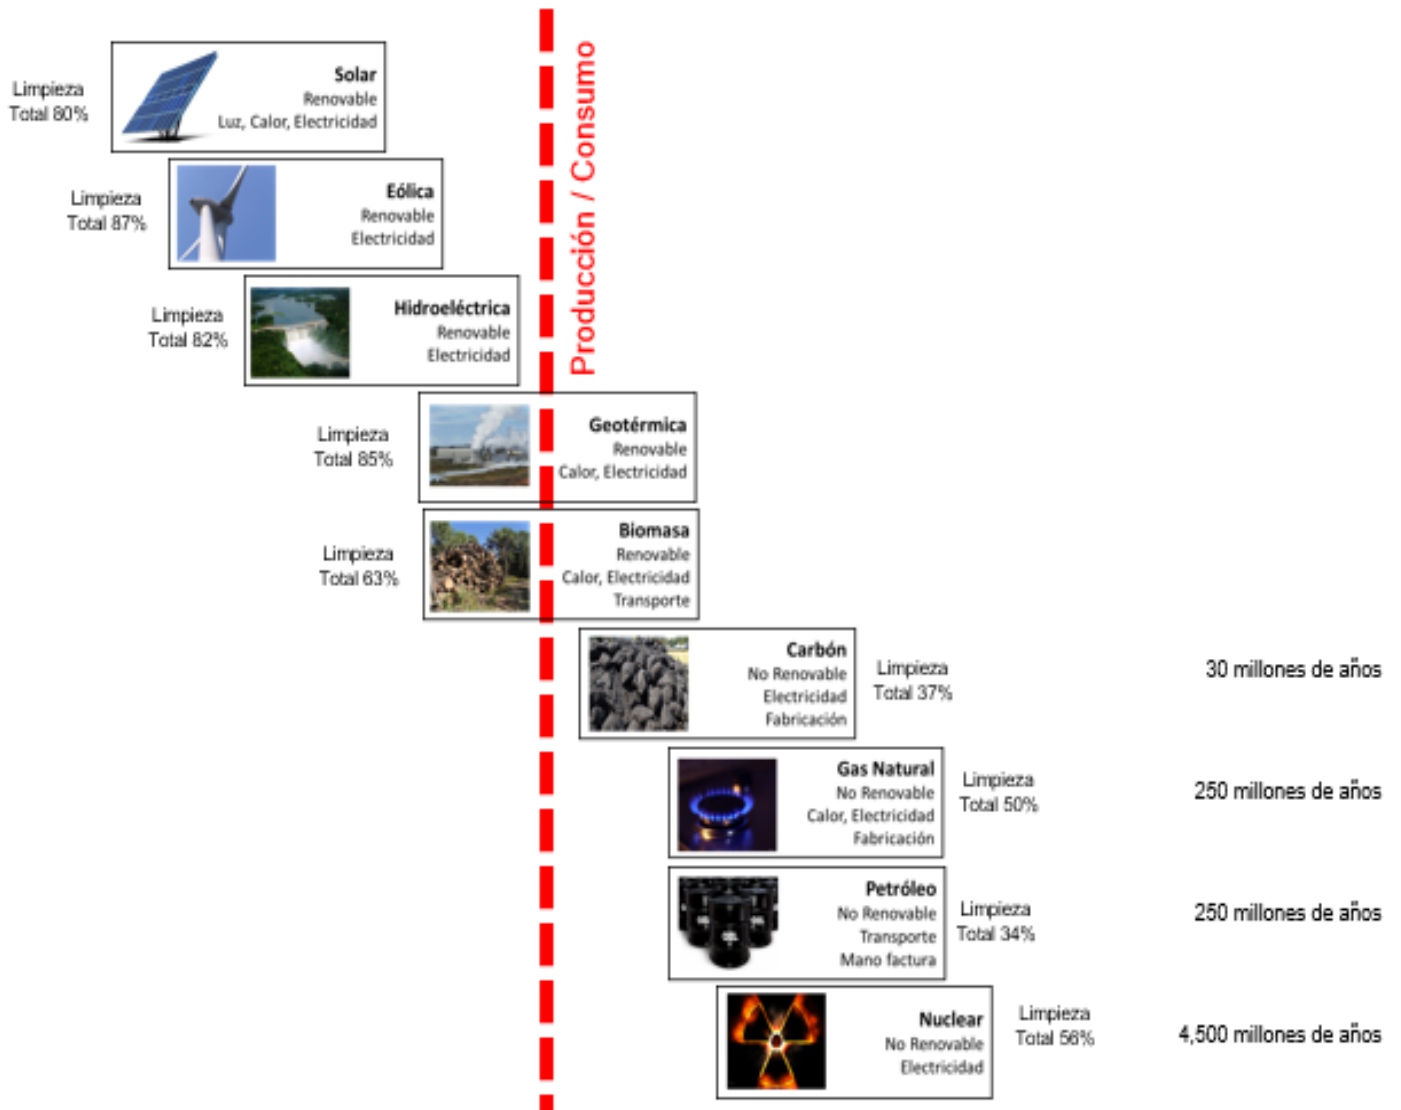 Limpieza
Total 80%
Solar
Renovable
Luz, Calor, Electricidad
Producción / Consumo
Limpieza
Total 87%
Eólica
Renovable
Electricidad
Limpieza
Total 82%
Hidroeléctrica
Renovable
Electricidad
Limpieza
Total 85%
Geotérmica
Renovable
Calor, Electricidad
Limpieza
Total 63%
Biomasa
Renovable
Calor, Electricidad
Transporte
Carbón
No Renovable
Electricidad
Fabricación
Limpieza
Total 37%
30 millones de años
Gas Natural
No Renovable
Calor, Electricidad
Fabricación
Limpieza
Total 50%
250 millones de años
Petróleo
No Renovable
Transporte
Mano factura
Limpieza
Total 34%
250 millones de años
Nuclear
No Renovable
Electricidad
Limpieza
Total 56%
4,500 millones de años